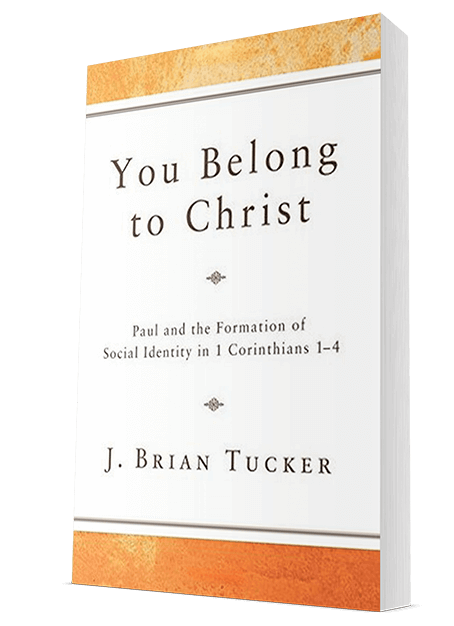 You Belong
to Christ
Paul and the Formation of
Social Identity in 1 Corinthians 1–4
J. BRIAN TUCKER